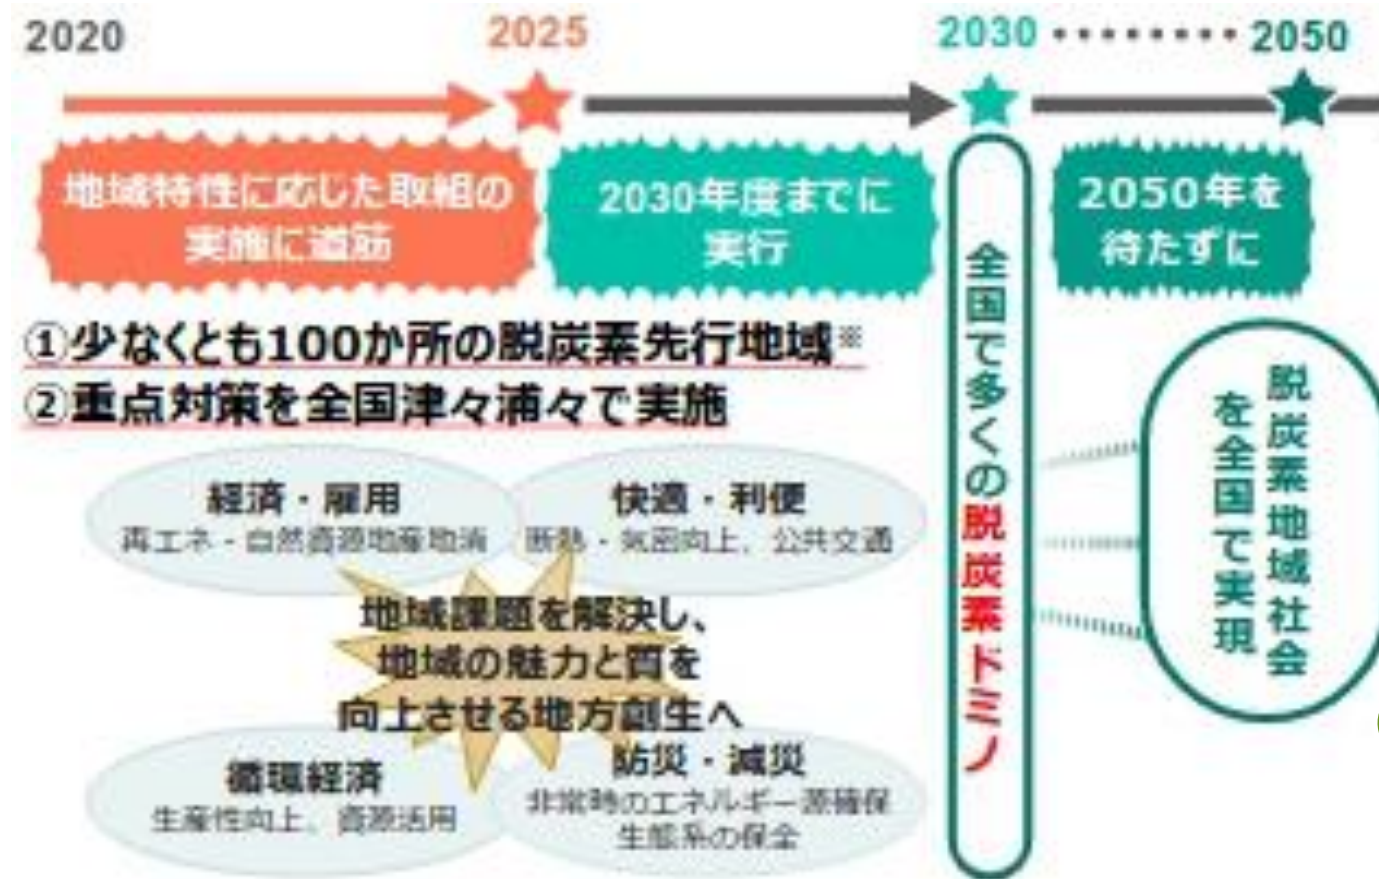 2020
2025
2030 ········ 2050
地域特性に応じた取組の
実施に道筋
2030年度までに
実行
2050年を
待たずに
①少なくとも100か所の脱炭素先行地域※
②重点対策を全国津々浦々で実施
経済・雇用
再エネ・自然資源地産地消
快適・利便
断熱・気密向上、公共交通
地域課題を解決し、
地域の魅力と質を
向上させる地方創生へ
循環経済
生産性向上、資源活用
防災・減災
非常時のエネルギー源確保
生態系の保全
全国で多くの脱炭素ドミノ
脱炭素地域社会
を全国で実現